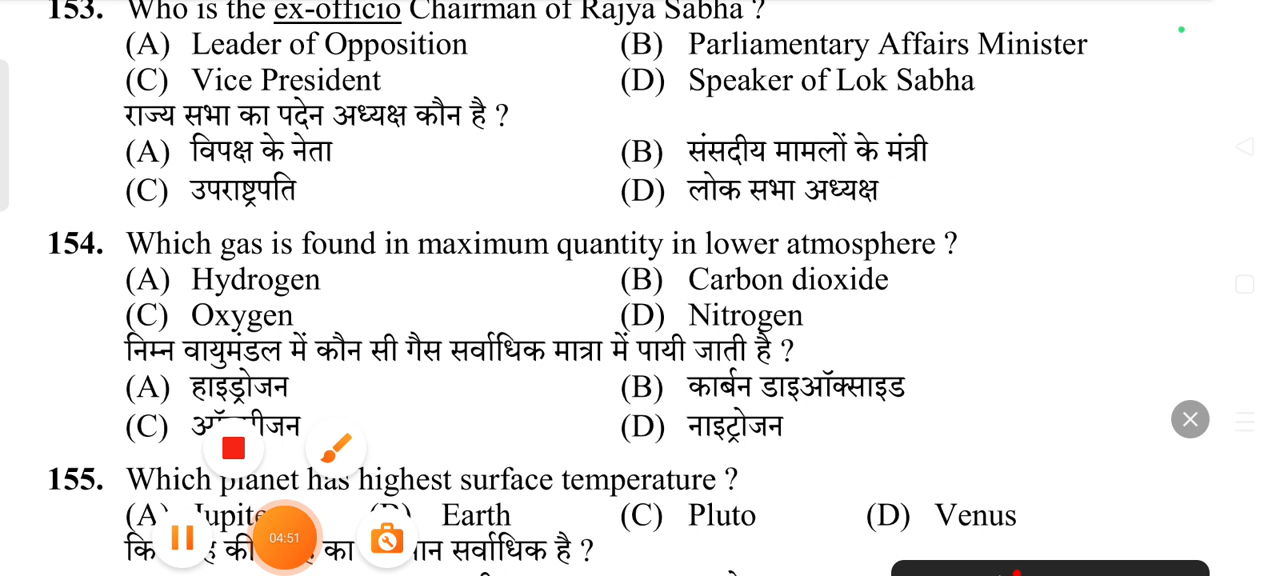 153. Who is the ex-officio Chairman of Rajya Sabha ?
(A) Leader of Opposition (B) Parliamentary Affairs Minister
(C) Vice President (D) Speaker of Lok Sabha
राज्य सभा का पदेन अध्यक्ष कौन है ?
(A) विपक्ष के नेता (B) संसदीय मामलों के मंत्री
(C) उपराष्ट्रपति (D) लोक सभा अध्यक्ष
154. Which gas is found in maximum quantity in lower atmosphere ?
(A) Hydrogen (B) Carbon dioxide
(C) Oxygen (D) Nitrogen
निम्न वायुमंडल में कौन सी गैस सर्वाधिक मात्रा में पायी जाती है ?
(A) हाइड्रोजन (B) कार्बन डाइऑक्साइड
(C) (D) नाइट्रोजन
155. Which planet has highest surface temperature ?
(A) Earth (C) Pluto (D) Venus
04:51
की का सर्वाधिक है ?